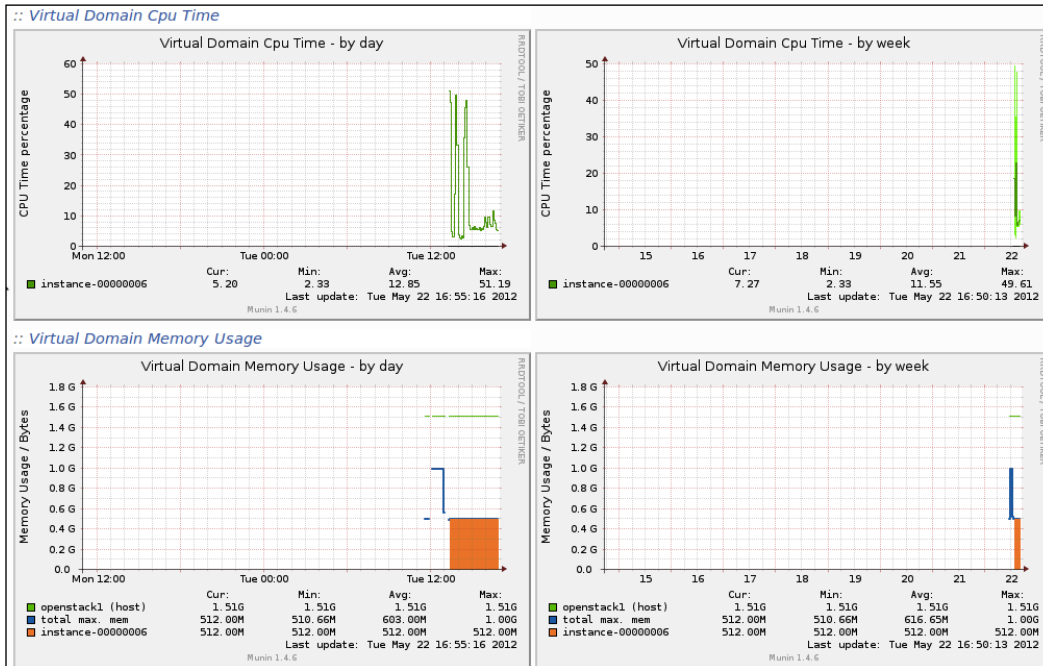 :: Virtual Domain Cpu Time
Virtual Domain Cpu Time - by day
RRDTOOL / TOBI OETIKER
CPU Time percentage
60
50
40
30
20
10
0
Mon 12:00 Tue 00:00 Tue 12:00
Cur: Min: Avg: Max:
instance-00000006 5.20 2.33 12.85 51.19
Last update: Tue May 22 16:55:16 2012
Munin 1.4.6
Virtual Domain Cpu Time - by week
RRDTOOL / TOBI OETIKER
CPU Time percentage
50
40
30
20
10
0
15 16 17 18 19 20 21 22
Cur: Min: Avg: Max:
instance-00000006 7.27 2.33 11.55 49.61
Last update: Tue May 22 16:50:13 2012
Munin 1.4.6
:: Virtual Domain Memory Usage
Virtual Domain Memory Usage - by day
RRDTOOL / TOBI OETIKER
Memory Usage / Bytes
1.8 G
1.6 G
1.4 G
1.2 G
1.0 G
0.8 G
0.6 G
0.4 G
0.2 G
0.0
Mon 12:00 Tue 00:00 Tue 12:00
Cur: Min: Avg: Max:
openstack1 (host) 1.51G 1.51G 1.51G 1.51G
total max. mem 512.00M 510.66M 603.00M 1.00G
instance-00000006 512.00M 512.00M 512.00M 512.00M
Last update: Tue May 22 16:55:16 2012
Munin 1.4.6
Virtual Domain Memory Usage - by week
RRDTOOL / TOBI OETIKER
Memory Usage / Bytes
1.8 G
1.6 G
1.4 G
1.2 G
1.0 G
0.8 G
0.6 G
0.4 G
0.2 G
0.0
15 16 17 18 19 20 21 22
Cur: Min: Avg: Max:
openstack1 (host) 1.51G 1.51G 1.51G 1.51G
total max. mem 512.00M 510.66M 616.65M 1.00G
instance-00000006 512.00M 512.00M 512.00M 512.00M
Last update: Tue May 22 16:50:13 2012
Munin 1.4.6